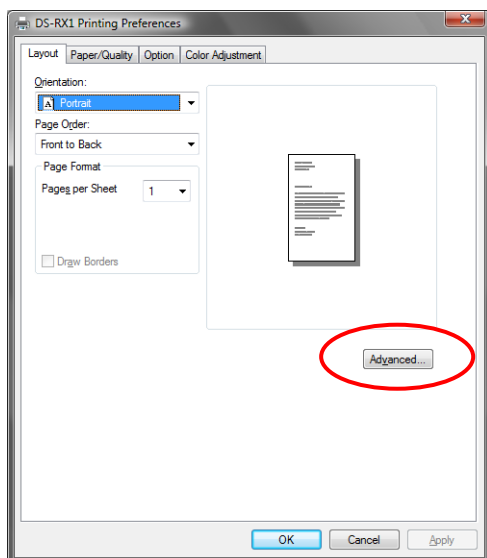 DS-RX1 Printing Preferences
Layout Paper/Quality Option Color Adjustment
Orientation:
A Portrait
Page Order:
Front to Back
Page Format
Pages per Sheet 1
Draw Borders
Advanced...
OK Cancel Apply